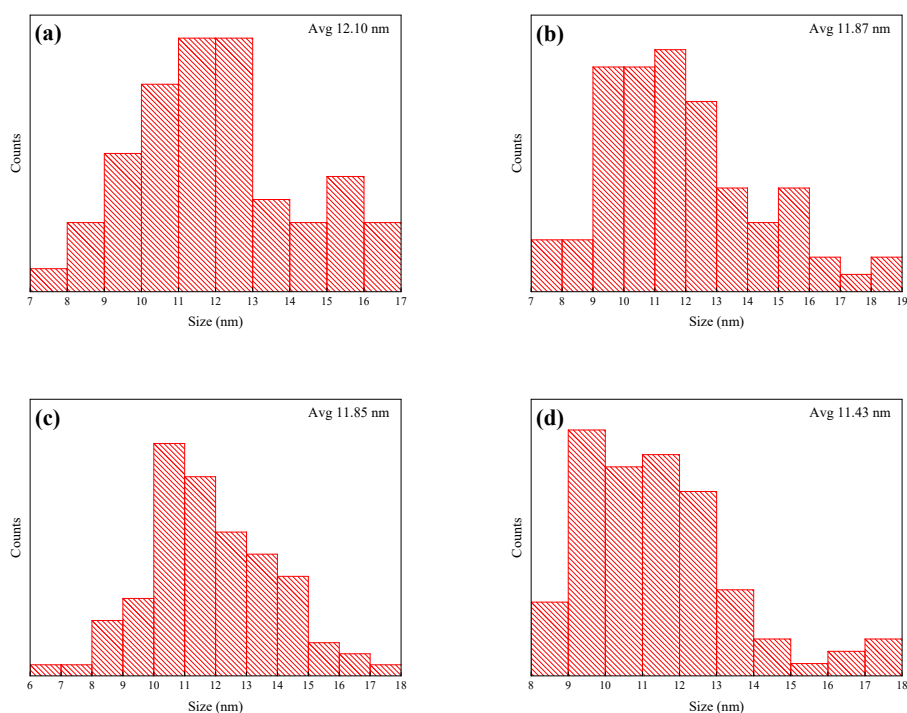 (a) Avg 12.10 nm
Counts
7 8 9 10 11 12 13 14 15 16 17
Size (nm)
(b) Avg 11.87 nm
Counts
7 8 9 10 11 12 13 14 15 16 17 18 19
Size (nm)
(c) Avg 11.85 nm
Counts
6 7 8 9 10 11 12 13 14 15 16 17 18
Size (nm)
(d) Avg 11.43 nm
Counts
8 9 10 11 12 13 14 15 16 17 18
Size (nm)